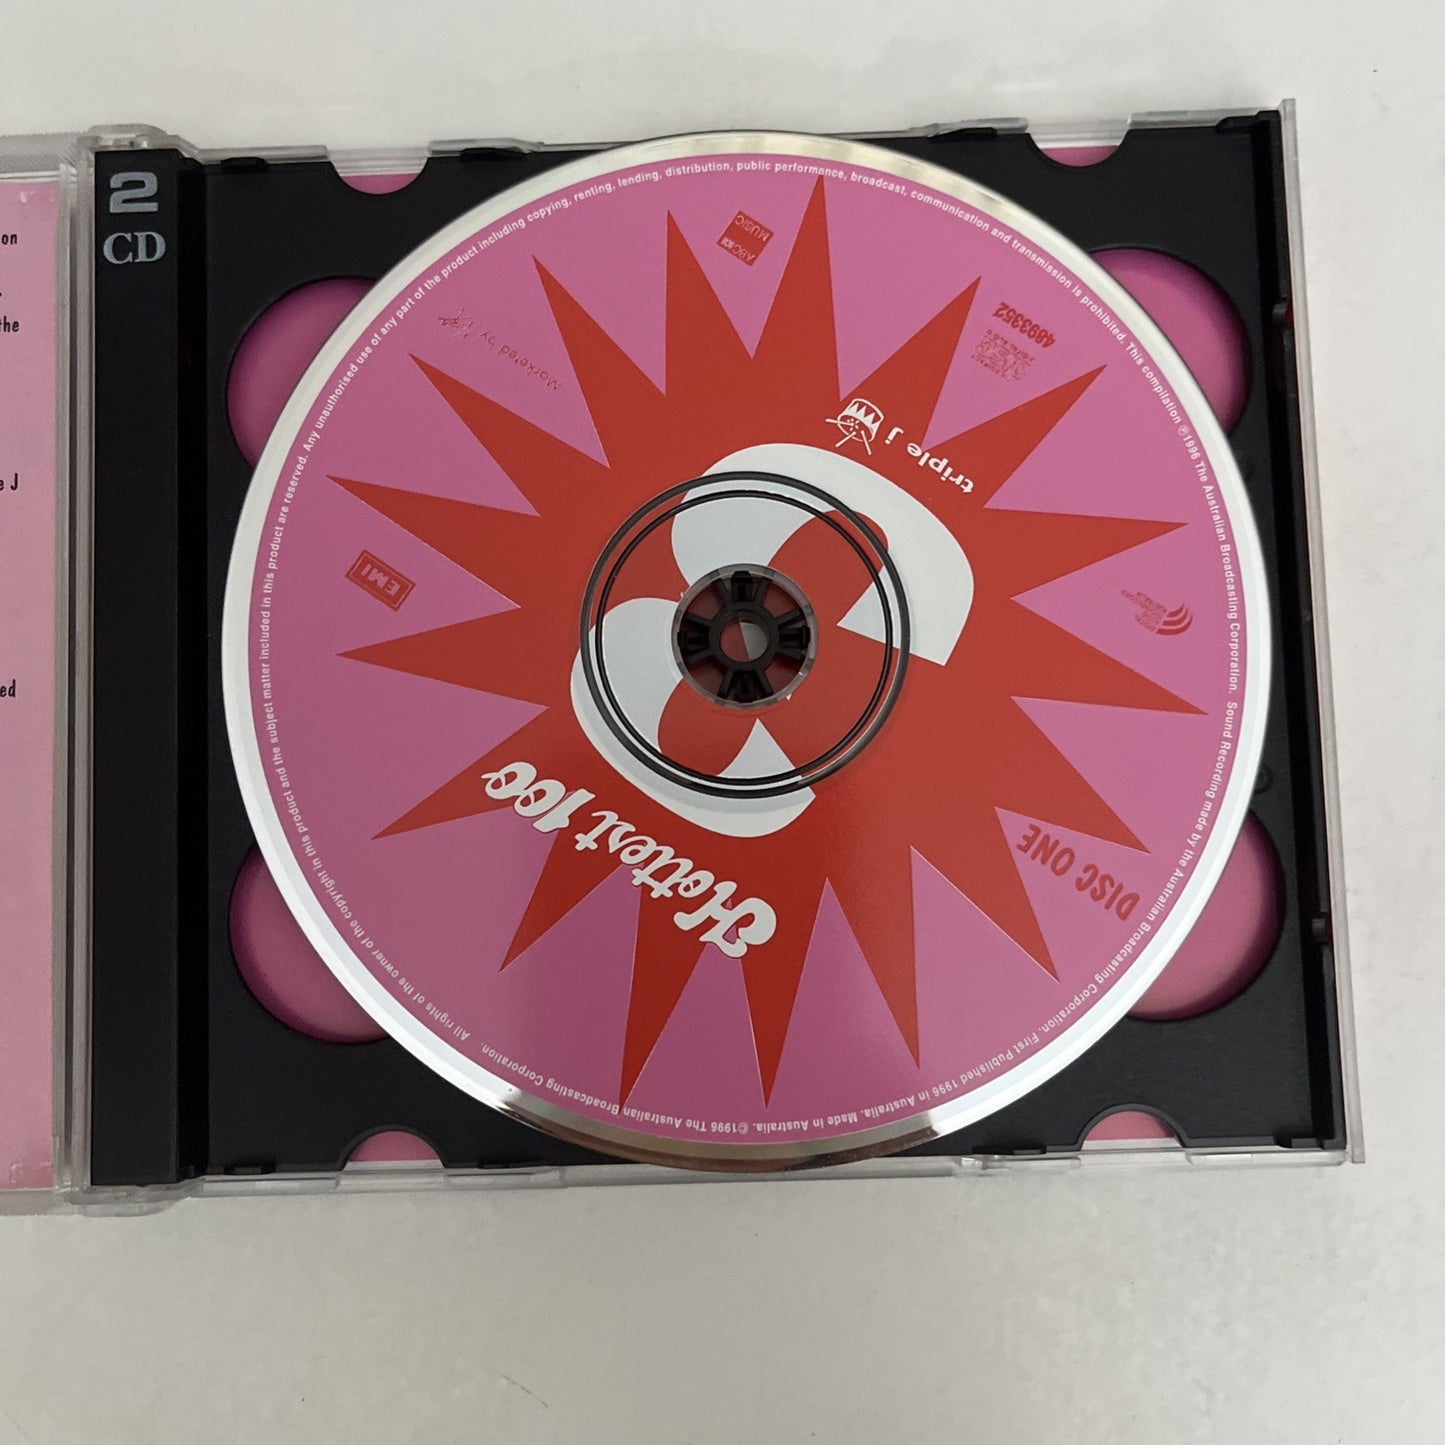 on
the
e J
ed
2
CD
triple j
Hottest 100
DISC ONE
4893352
COMPACT
disc
DIGITAL AUDIO
ABC MUSIC
Marketed by
EMI
All rights of the owner of the copyright in this product and the subject matter included in this product are reserved. Any unauthorised use of any part of the product including copying, renting, lending, distribution, public performance, broadcast, communication and transmission is prohibited. This compilation ℗1996 The Australian Broadcasting Corporation. Sound Recording made by the Australian Broadcasting Corporation. First Published 1996 in Australia. Made in Australia. ©1996 The Australian Broadcasting Corporation.